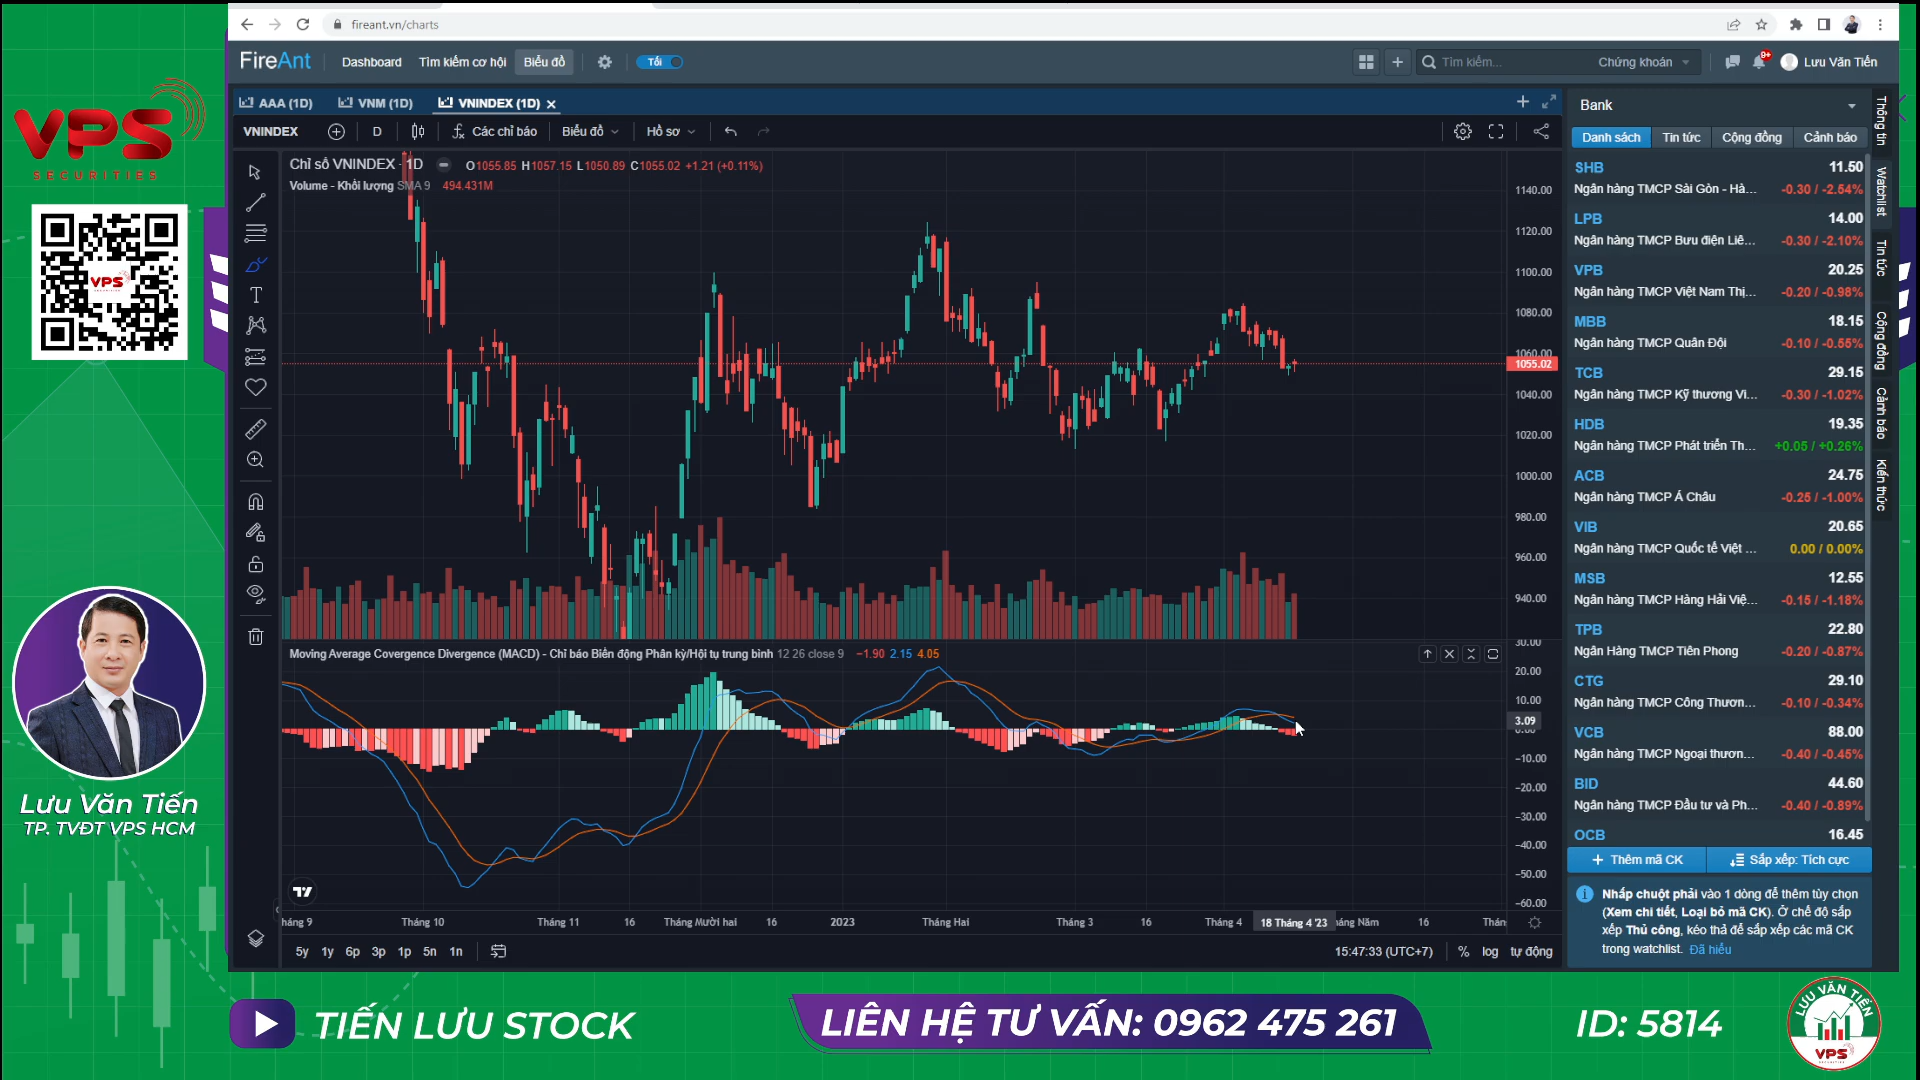 fireant.vn/charts
FireAnt
Dashboard
Tìm kiếm cơ hội
Biểu đồ
Tối
Tìm kiếm...
Chứng khoán
9+
Lưu Văn Tiến
AAA (1D)
VNM (1D)
VNINDEX (1D)
VNINDEX
D
Các chỉ báo
Biểu đồ
Hồ sơ
Chỉ số VNINDEX · 1D
O1055.85 H1057.15 L1050.89 C1055.02 +1.21 (+0.11%)
Volume - Khối lượng SMA 9 494.431M
1140.00
1120.00
1100.00
1080.00
1060.00
1055.02
1040.00
1020.00
1000.00
980.00
960.00
940.00
Moving Average Covergence Divergence (MACD) - Chỉ báo Biến động Phân kỳ/Hội tụ trung bình 12 26 close 9 −1.90 2.15 4.05
30.00
20.00
10.00
3.09
0.00
−10.00
−20.00
−30.00
−40.00
−50.00
−60.00
háng 9
Tháng 10
Tháng 11
16
Tháng Mười hai
16
2023
Tháng Hai
Tháng 3
16
Tháng 4
18 Tháng 4 '23
háng Năm
16
Thán
5y 1y 6p 3p 1p 5n 1n
15:47:33 (UTC+7)
% log tự động
Bank
Danh sách
Tin tức
Cộng đồng
Cảnh báo
SHB 11.50
Ngân hàng TMCP Sài Gòn - Hà... -0.30 / -2.54%
LPB 14.00
Ngân hàng TMCP Bưu điện Liê... -0.30 / -2.10%
VPB 20.25
Ngân hàng TMCP Việt Nam Thị... -0.20 / -0.98%
MBB 18.15
Ngân hàng TMCP Quân Đội -0.10 / -0.55%
TCB 29.15
Ngân hàng TMCP Kỹ thương Vi... -0.30 / -1.02%
HDB 19.35
Ngân hàng TMCP Phát triển Th... +0.05 / +0.26%
ACB 24.75
Ngân hàng TMCP Á Châu -0.25 / -1.00%
VIB 20.65
Ngân hàng TMCP Quốc tế Việt ... 0.00 / 0.00%
MSB 12.55
Ngân hàng TMCP Hàng Hải Việ... -0.15 / -1.18%
TPB 22.80
Ngân Hàng TMCP Tiên Phong -0.20 / -0.87%
CTG 29.10
Ngân hàng TMCP Công Thươn... -0.10 / -0.34%
VCB 88.00
Ngân hàng TMCP Ngoại thươn... -0.40 / -0.45%
BID 44.60
Ngân hàng TMCP Đầu tư và Ph... -0.40 / -0.89%
OCB 16.45
Thêm mã CK
Sắp xếp: Tích cực
Nhấp chuột phải vào 1 dòng để thêm tùy chọn
(Xem chi tiết, Loại bỏ mã CK). Ở chế độ sắp
xếp Thủ công, kéo thả để sắp xếp các mã CK
trong watchlist. Đã hiểu
Thông tin
Watchlist
Tin tức
Cộng đồng
Cảnh báo
Kiến thức
VPS
SECURITIES
VPS
Lưu Văn Tiến
TP. TVĐT VPS HCM
TIẾN LƯU STOCK
LIÊN HỆ TƯ VẤN: 0962 475 261
ID: 5814
LƯU VĂN TIẾN
VPS